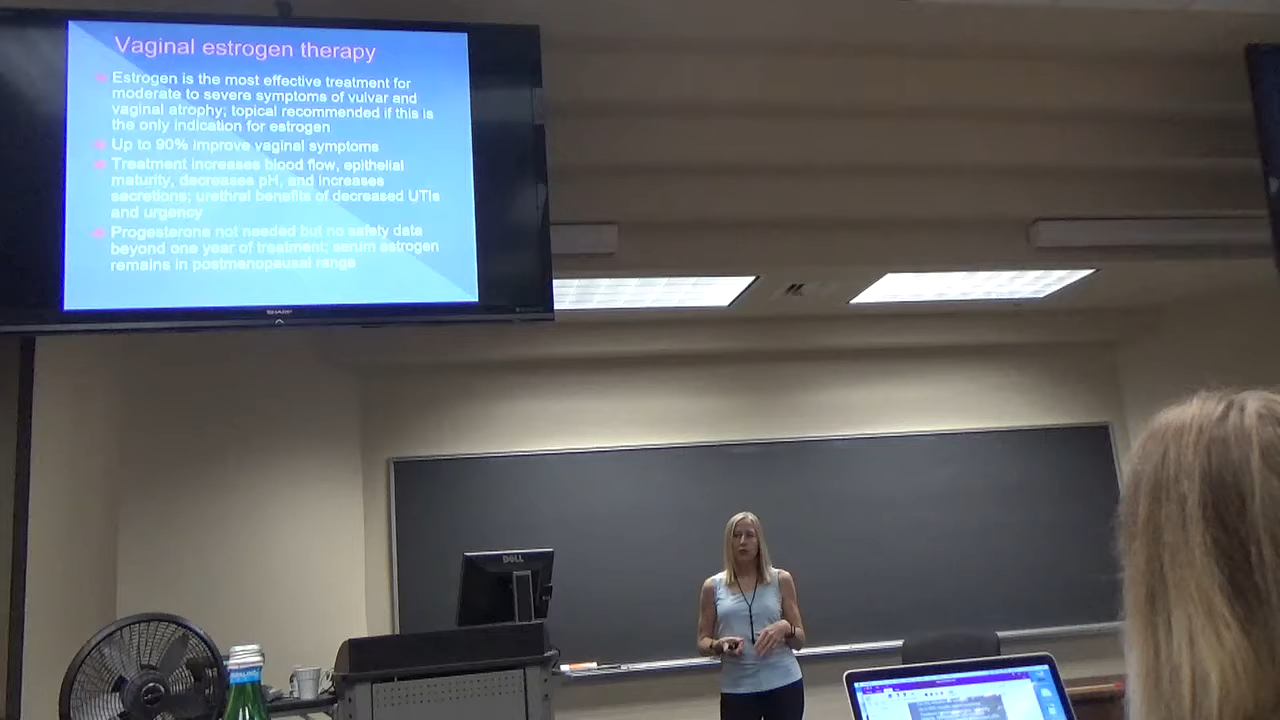 Vaginal estrogen therapy
Estrogen is the most effective treatment for
moderate to severe symptoms of vulvar and
vaginal atrophy; topical recommended if this is
the only indication for estrogen
Up to 90% improve vaginal symptoms
Treatment increases blood flow, epithelial
maturity, decreases pH, and increases
secretions; urethral benefits of decreased UTIs
and urgency
Progesterone not needed but no safety data
beyond one year of treatment; serum estrogen
remains in postmenopausal range
SHARP
DELL